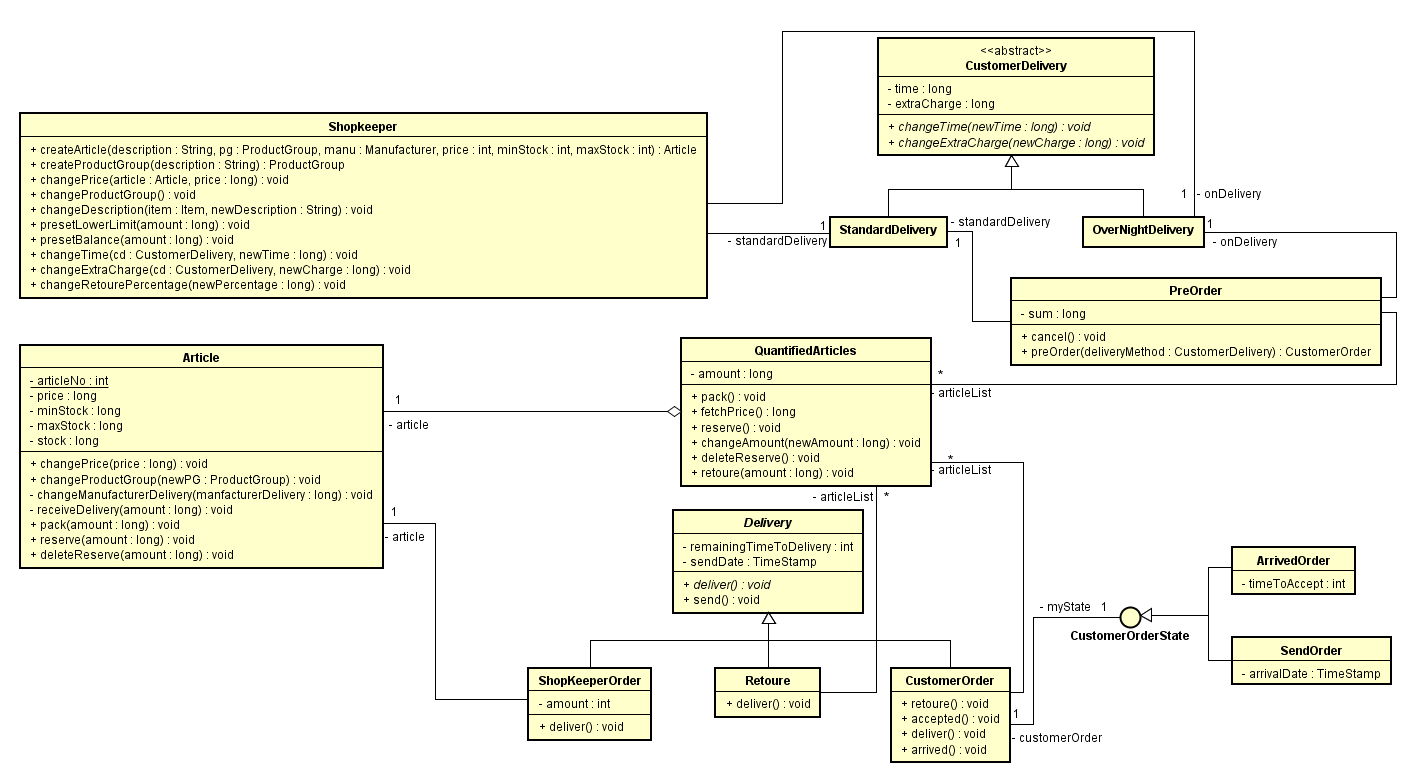 <<abstract>>
CustomerDelivery
- time : long
- extraCharge : long
+ changeTime(newTime : long) : void
+ changeExtraCharge(newCharge : long) : void
Shopkeeper
+ createArticle(description : String, pg : ProductGroup, manu : Manufacturer, price : int, minStock : int, maxStock : int) : Article
+ createProductGroup(description : String) : ProductGroup
+ changePrice(article : Article, price : long) : void
+ changeProductGroup() : void
+ changeDescription(item : Item, newDescription : String) : void
+ presetLowerLimit(amount : long) : void
+ presetBalance(amount : long) : void
+ changeTime(cd : CustomerDelivery, newTime : long) : void
+ changeExtraCharge(cd : CustomerDelivery, newCharge : long) : void
+ changeRetourePercentage(newPercentage : long) : void
1 - onDelivery
1
- standardDelivery
StandardDelivery
- standardDelivery
1
OverNightDelivery
1
- onDelivery
PreOrder
- sum : long
+ cancel() : void
+ preOrder(deliveryMethod : CustomerDelivery) : CustomerOrder
Article
- articleNo : int
- price : long
- minStock : long
- maxStock : long
- stock : long
+ changePrice(price : long) : void
+ changeProductGroup(newPG : ProductGroup) : void
- changeManufacturerDelivery(manfacturerDelivery : long) : void
- receiveDelivery(amount : long) : void
+ pack(amount : long) : void
+ reserve(amount : long) : void
+ deleteReserve(amount : long) : void
1
- article
1
- article
QuantifiedArticles
- amount : long
+ pack() : void
+ fetchPrice() : long
+ reserve() : void
+ changeAmount(newAmount : long) : void
+ deleteReserve() : void
+ retoure(amount : long) : void
*
- articleList
*
- articleList
- articleList *
Delivery
- remainingTimeToDelivery : int
- sendDate : TimeStamp
+ deliver() : void
+ send() : void
ShopKeeperOrder
- amount : int
+ deliver() : void
Retoure
+ deliver() : void
CustomerOrder
+ retoure() : void
+ accepted() : void
+ deliver() : void
+ arrived() : void
1
- customerOrder
- myState 1
CustomerOrderState
ArrivedOrder
- timeToAccept : int
SendOrder
- arrivalDate : TimeStamp